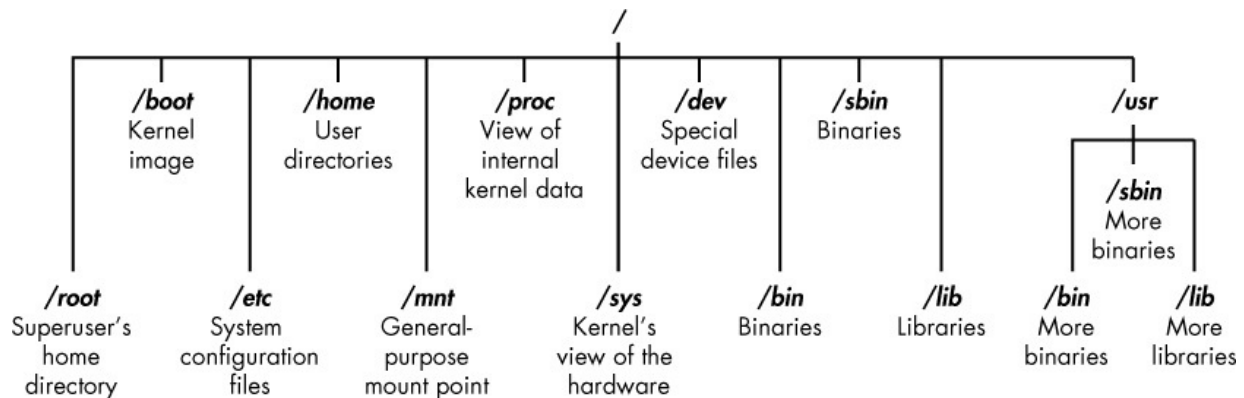 /
/boot
Kernel
image
/home
User
directories
/proc
View of
internal
kernel data
/dev
Special
device files
/sbin
Binaries
/usr
/sbin
More
binaries
/root
Superuser's
home
directory
/etc
System
configuration
files
/mnt
General-
purpose
mount point
/sys
Kernel's
view of the
hardware
/bin
Binaries
/lib
Libraries
/bin
More
binaries
/lib
More
libraries